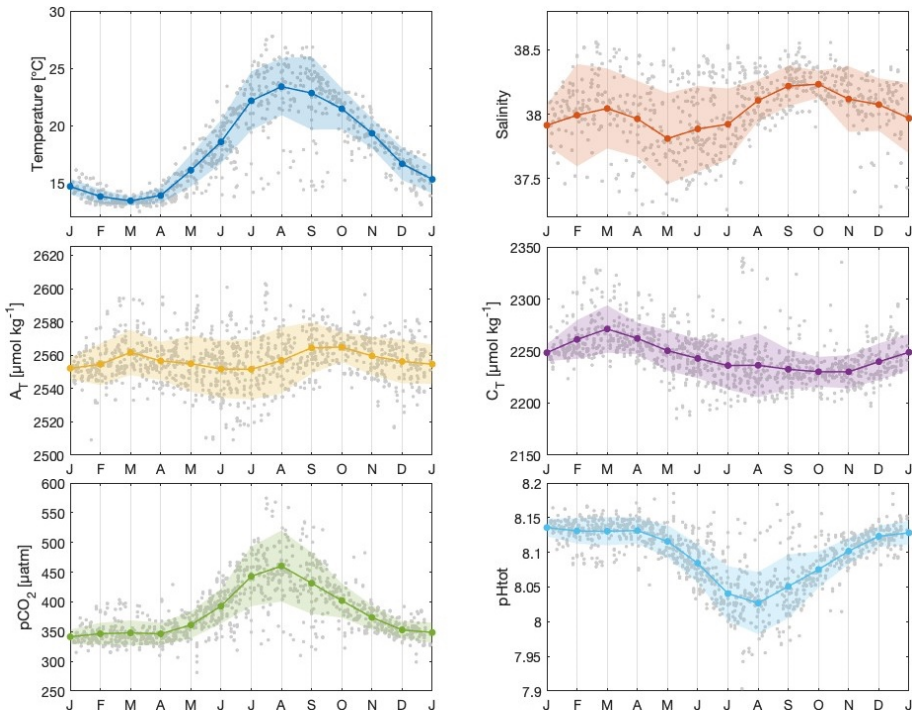 Temperature [°C]
30
25
20
15
J F M A M J J A S O N D J
Salinity
38.5
38
37.5
J F M A M J J A S O N D J
A_T [µmol kg⁻¹]
2620
2600
2580
2560
2540
2520
2500
J F M A M J J A S O N D J
C_T [µmol kg⁻¹]
2350
2300
2250
2200
2150
J F M A M J J A S O N D J
pCO₂ [µatm]
600
550
500
450
400
350
300
250
J F M A M J J A S O N D J
pHtot
8.2
8.15
8.1
8.05
8
7.95
7.9
J F M A M J J A S O N D J